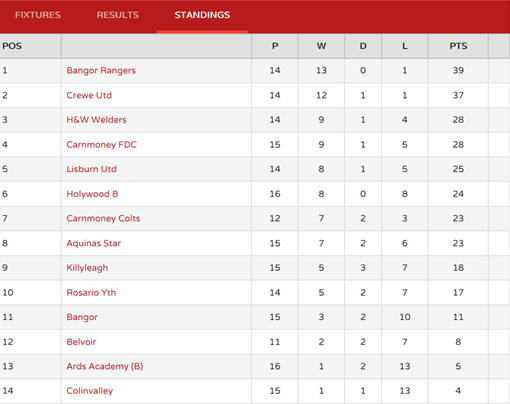 FIXTURES RESULTS STANDINGS
POS P W D L PTS
1 Bangor Rangers 14 13 0 1 39
2 Crewe Utd 14 12 1 1 37
3 H&W Welders 14 9 1 4 28
4 Carnmoney FDC 15 9 1 5 28
5 Lisburn Utd 14 8 1 5 25
6 Holywood B 16 8 0 8 24
7 Carnmoney Colts 12 7 2 3 23
8 Aquinas Star 15 7 2 6 23
9 Killyleagh 15 5 3 7 18
10 Rosario Yth 14 5 2 7 17
11 Bangor 15 3 2 10 11
12 Belvoir 11 2 2 7 8
13 Ards Academy (B) 16 1 2 13 5
14 Colinvalley 15 1 1 13 4